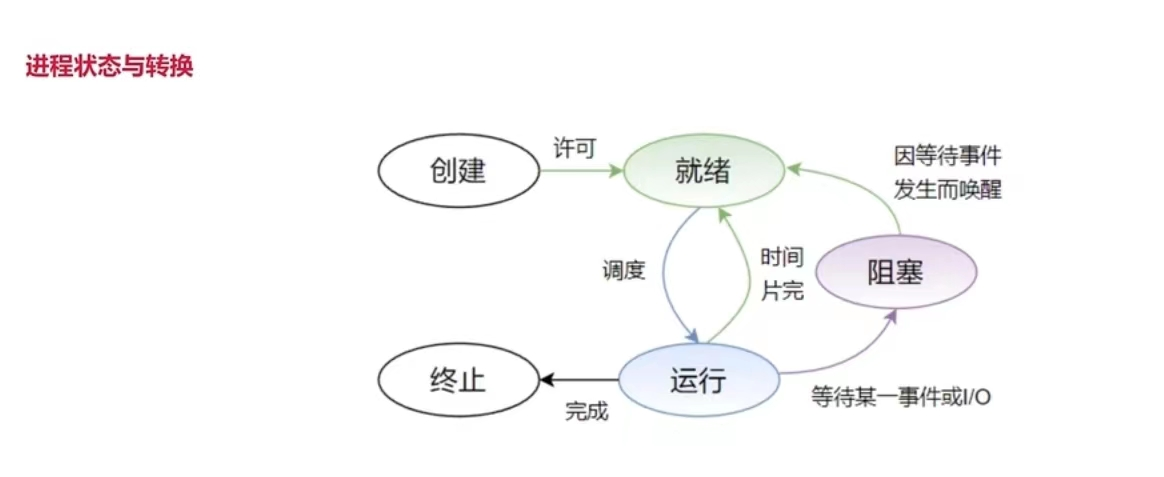 进程状态与转换
创建
许可
就绪
因等待事件
发生而唤醒
调度
时间
片完
阻塞
终止
完成
运行
等待某一事件或I/O